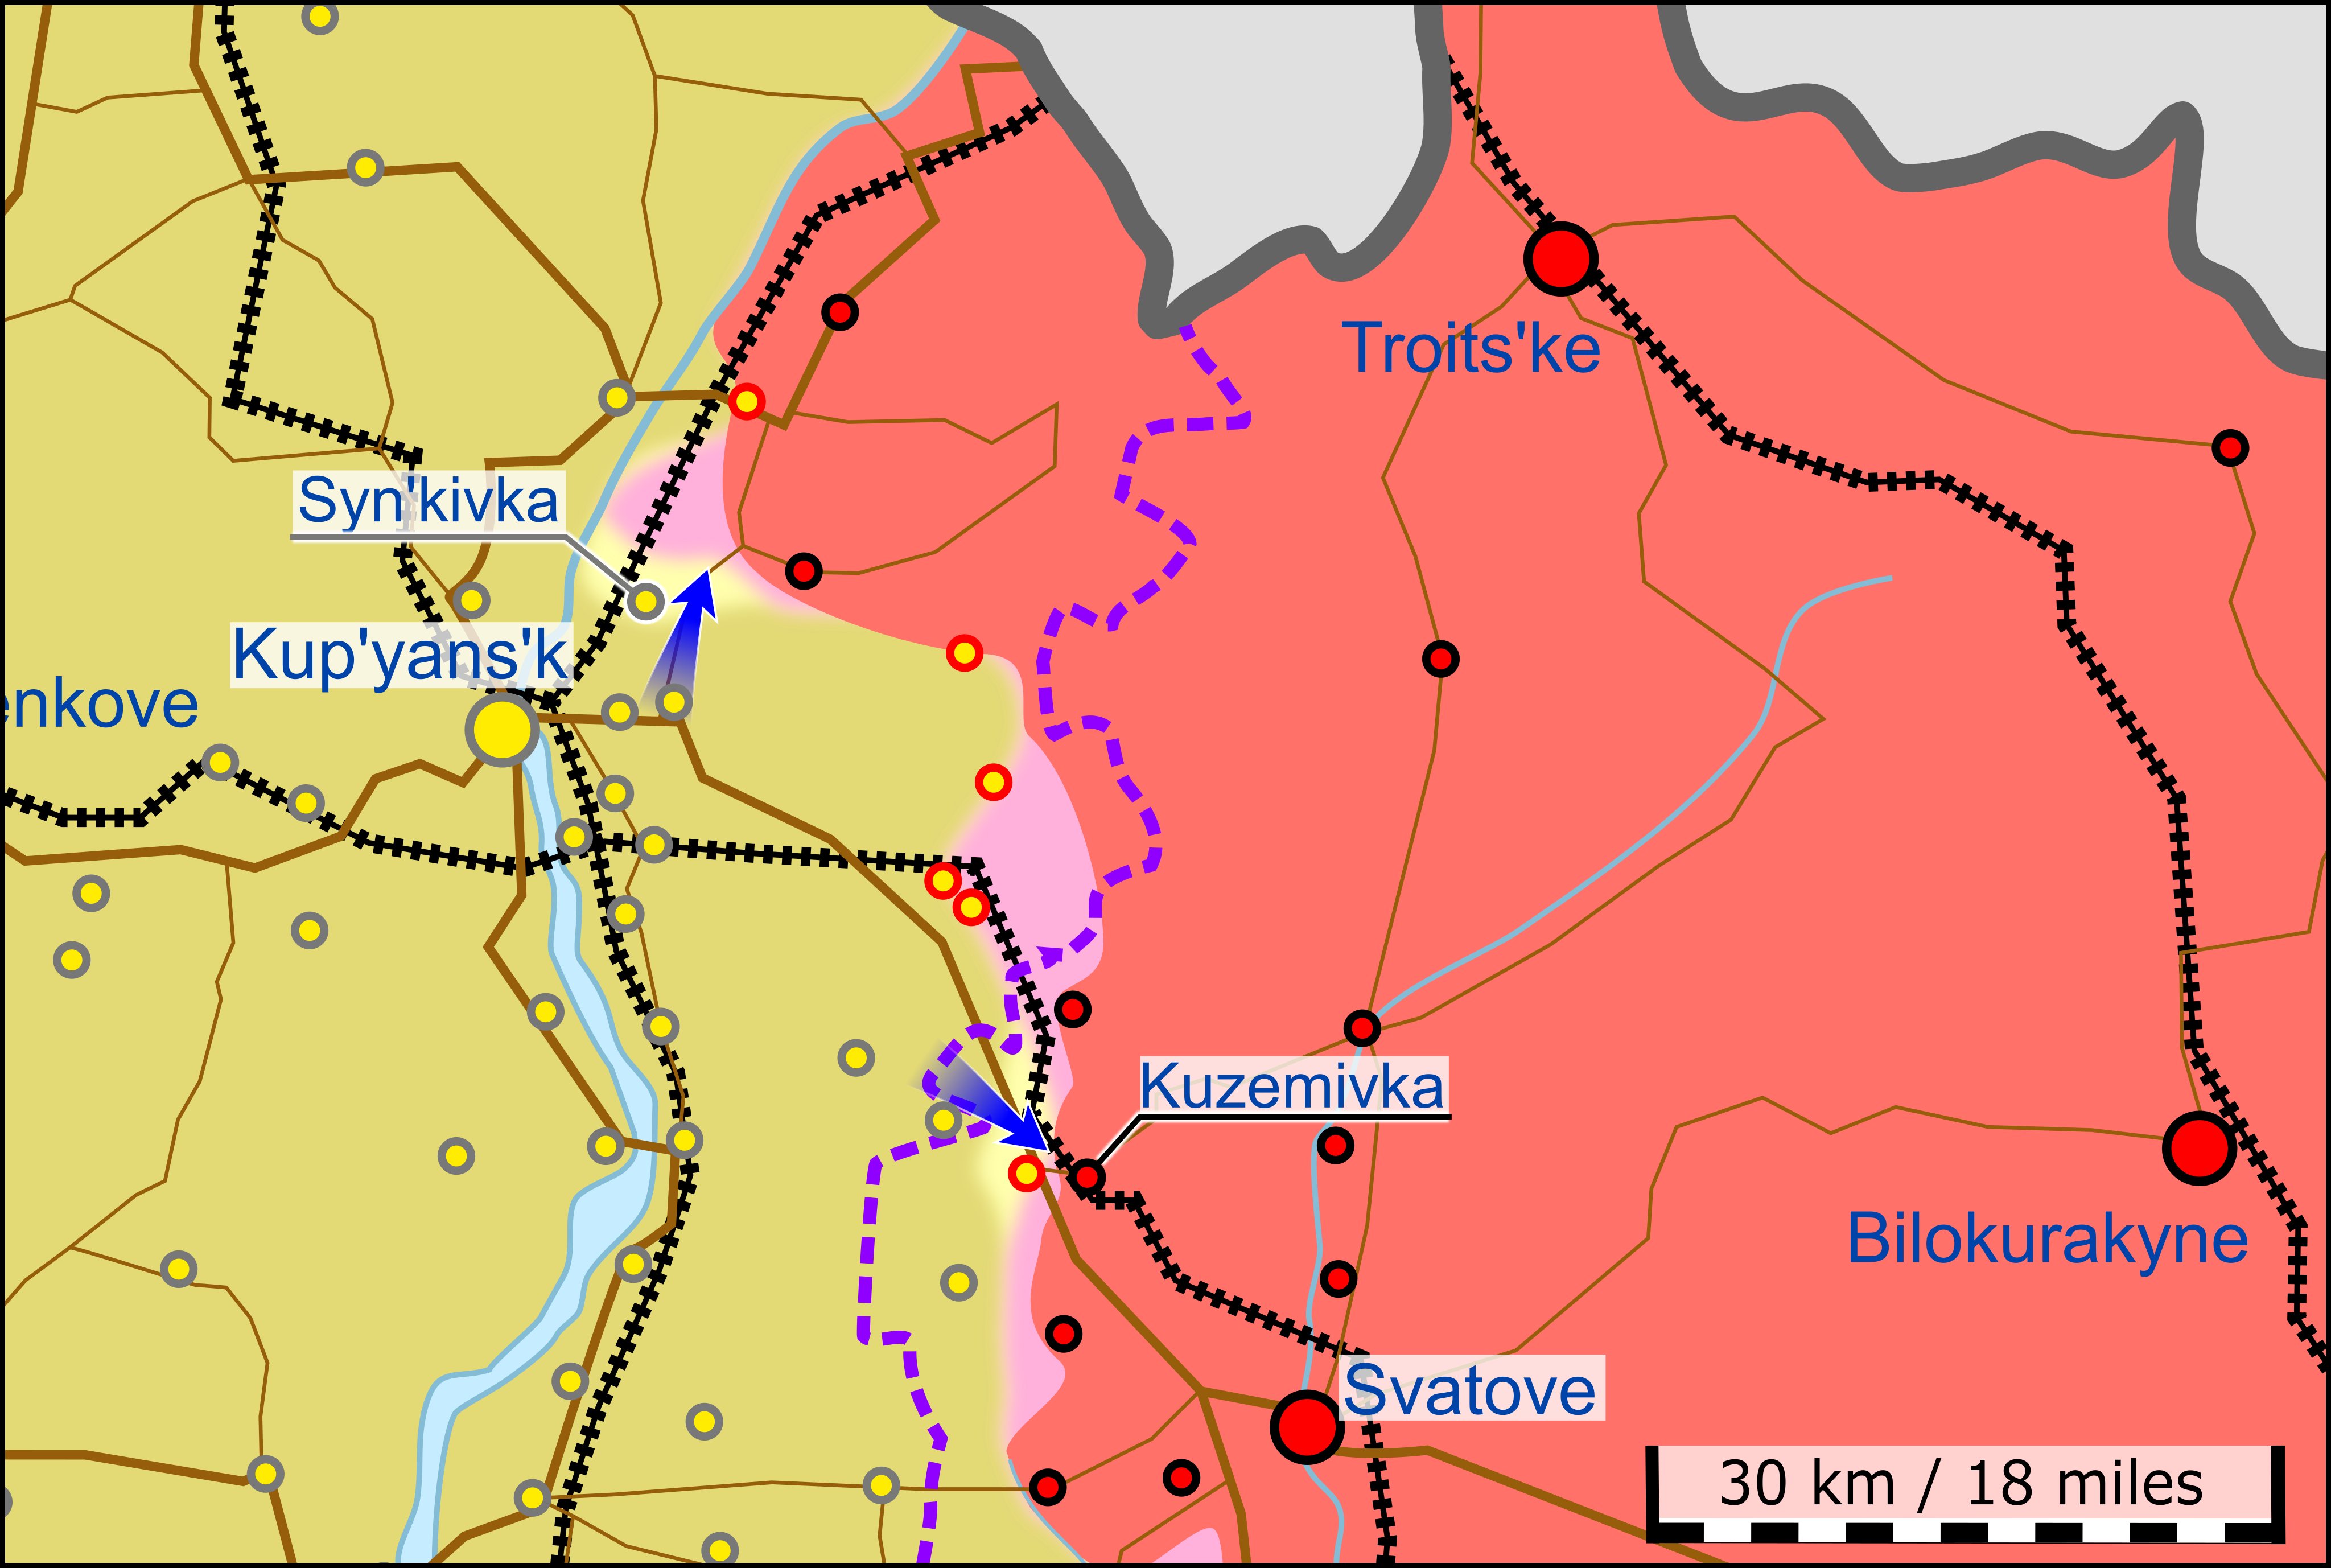 Troits'ke
Syn'kivka
Kup'yans'k
enkove
Kuzemivka
Bilokurakyne
Svatove
30 km / 18 miles